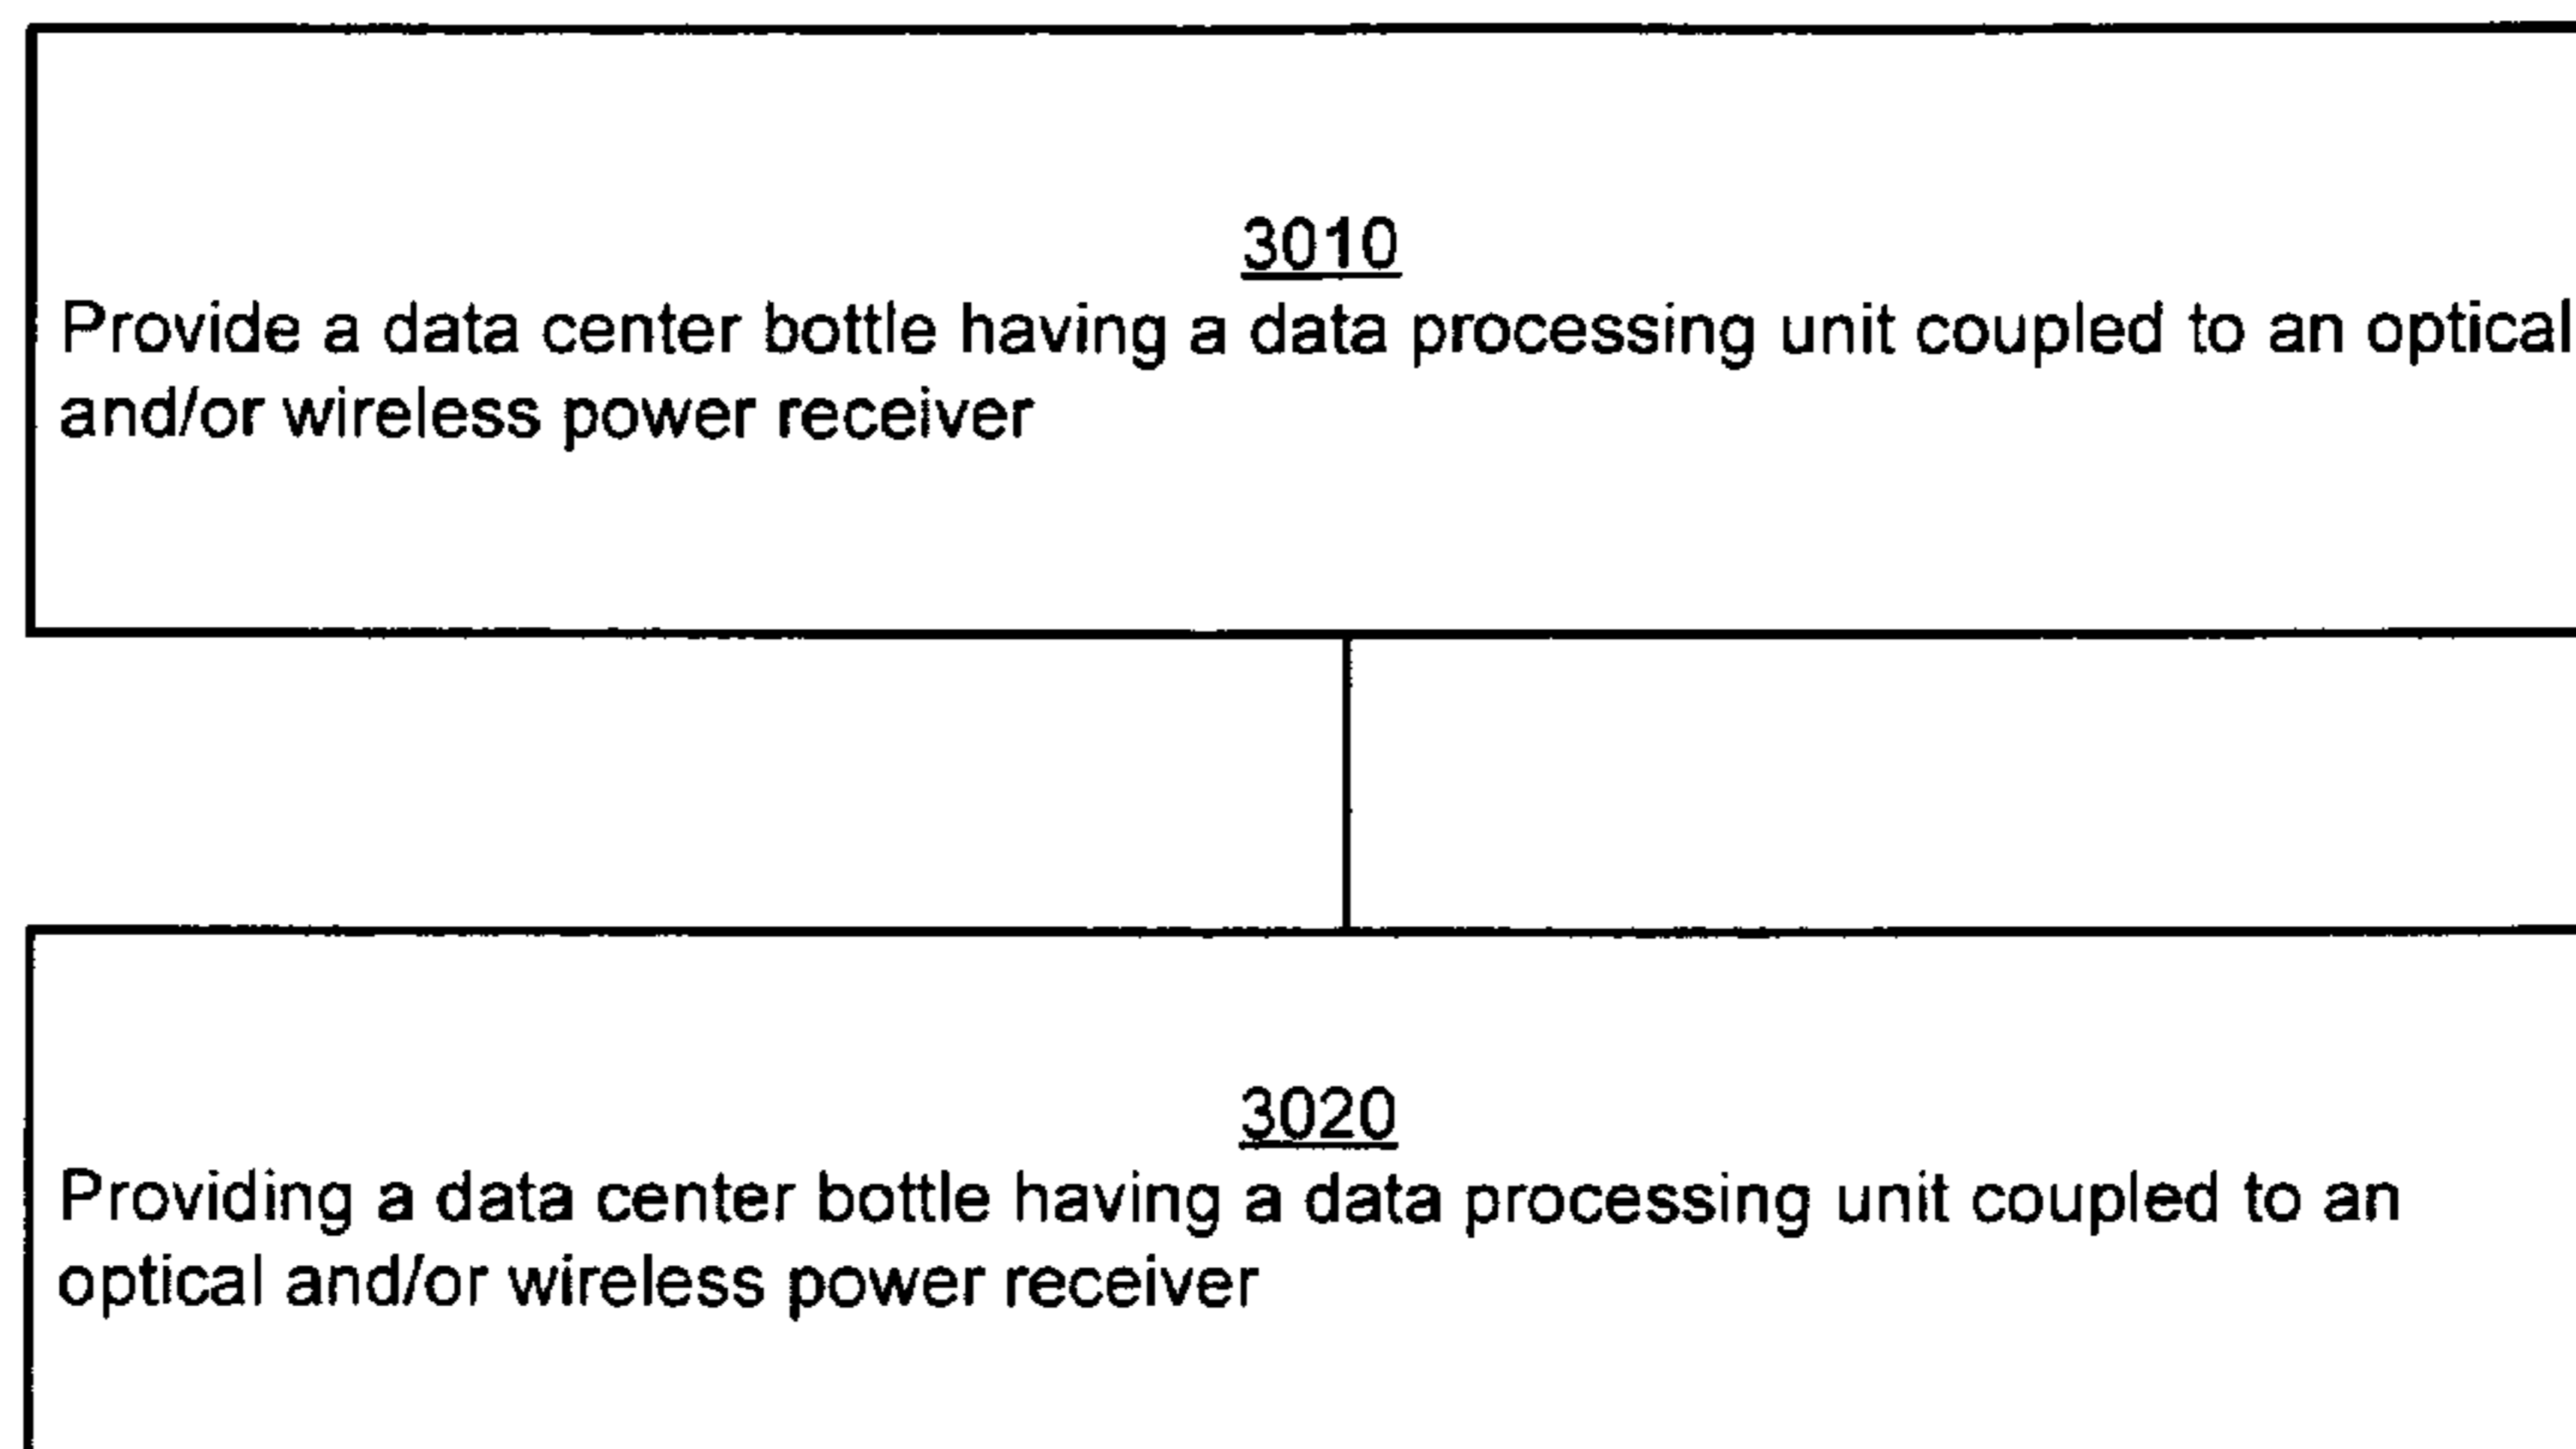 3010
Provide a data center bottle having a data processing unit coupled to an optical
and/or wireless power receiver
3020
Providing a data center bottle having a data processing unit coupled to an
optical and/or wireless power receiver